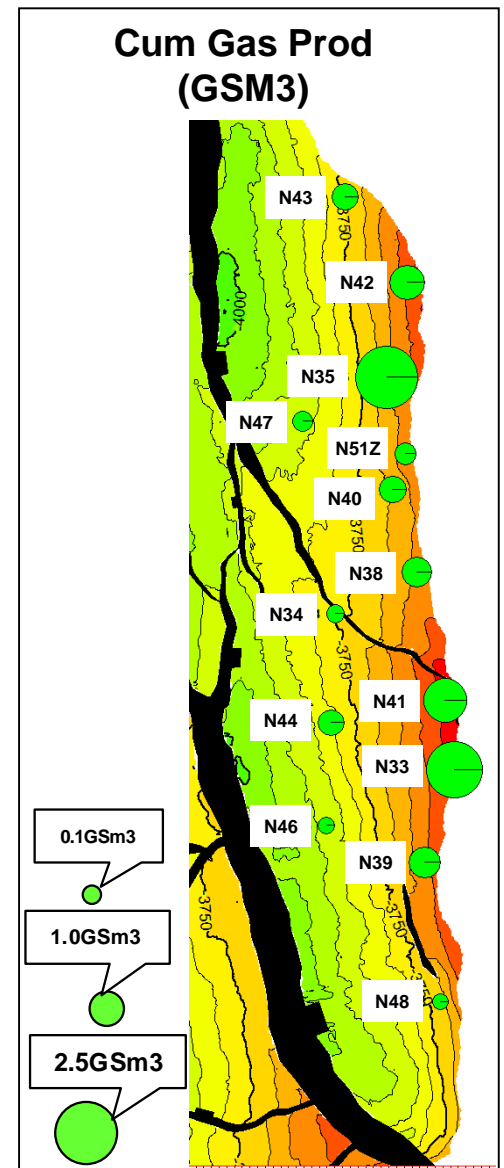 Cum Gas Prod
(GSM3)
N43
-3750
N42
-4000
N35
N47
N51Z
N40
-3750
N38
N34
-3750
N41
N44
N33
N46
0.1GSm3
N39
-3750
-3750
1.0GSm3
N48
2.5GSm3